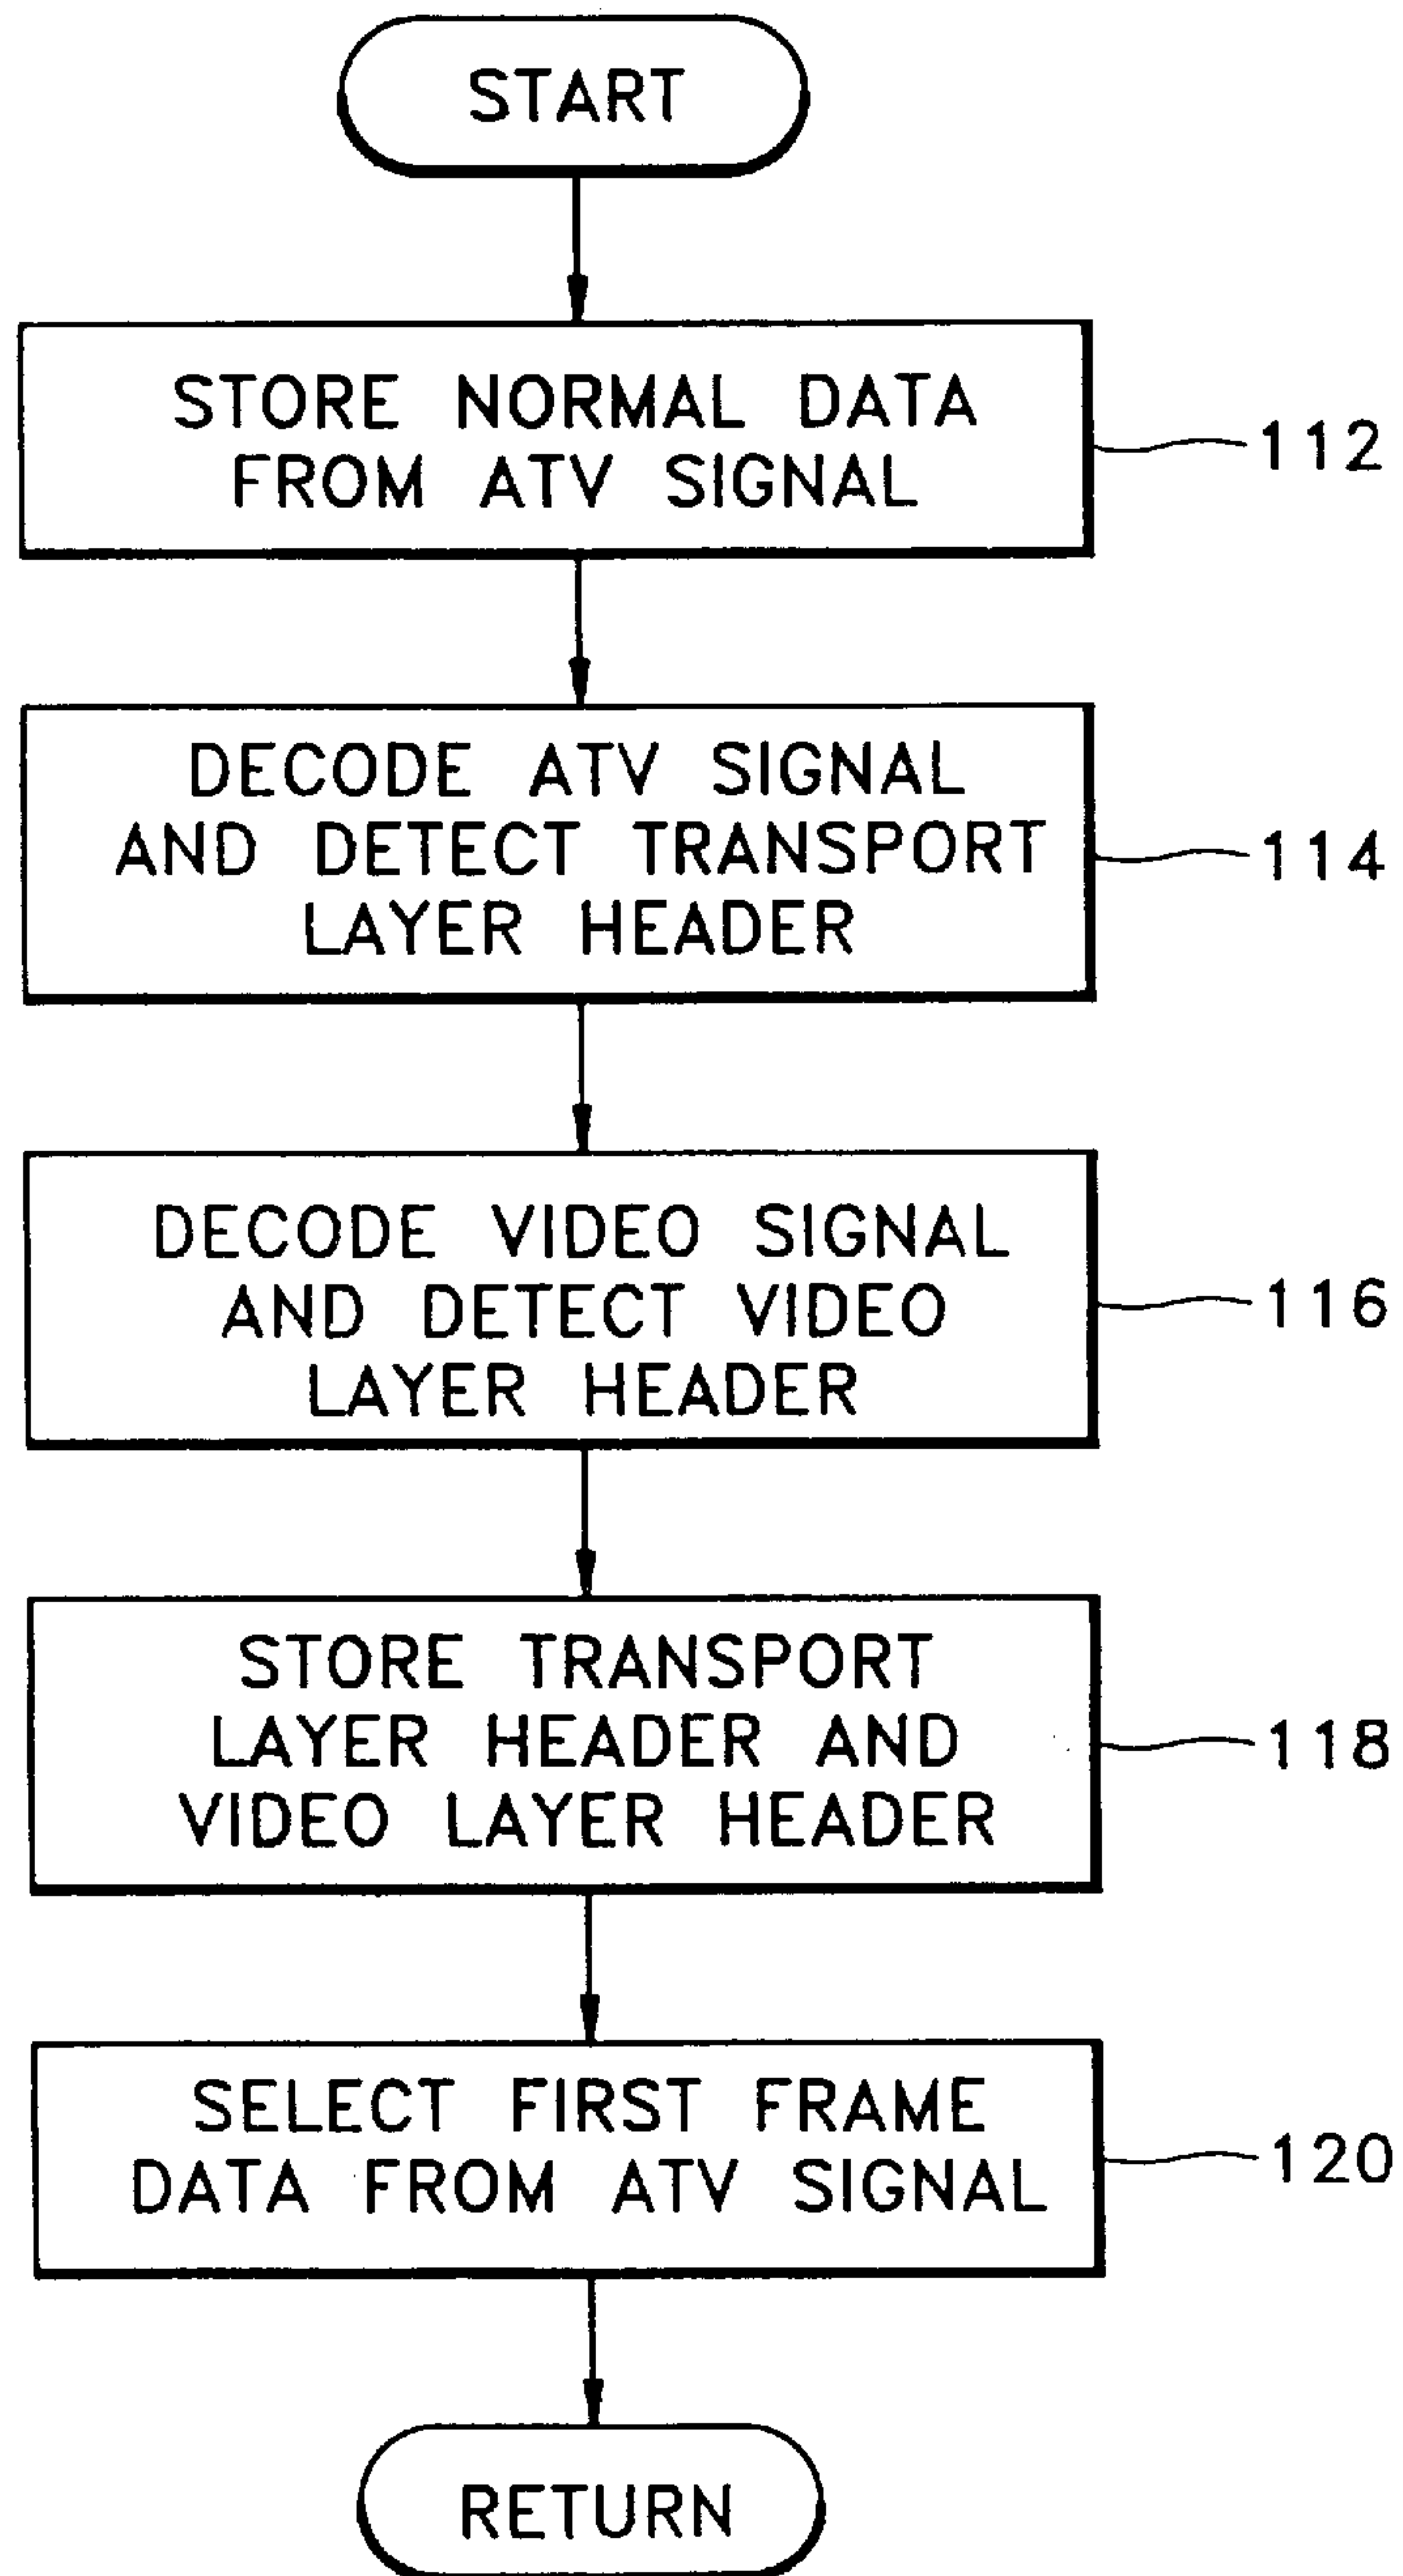 START
STORE NORMAL DATA
FROM ATV SIGNAL
112
DECODE ATV SIGNAL
AND DETECT TRANSPORT
LAYER HEADER
114
DECODE VIDEO SIGNAL
AND DETECT VIDEO
LAYER HEADER
116
STORE TRANSPORT
LAYER HEADER AND
VIDEO LAYER HEADER
118
SELECT FIRST FRAME
DATA FROM ATV SIGNAL
120
RETURN